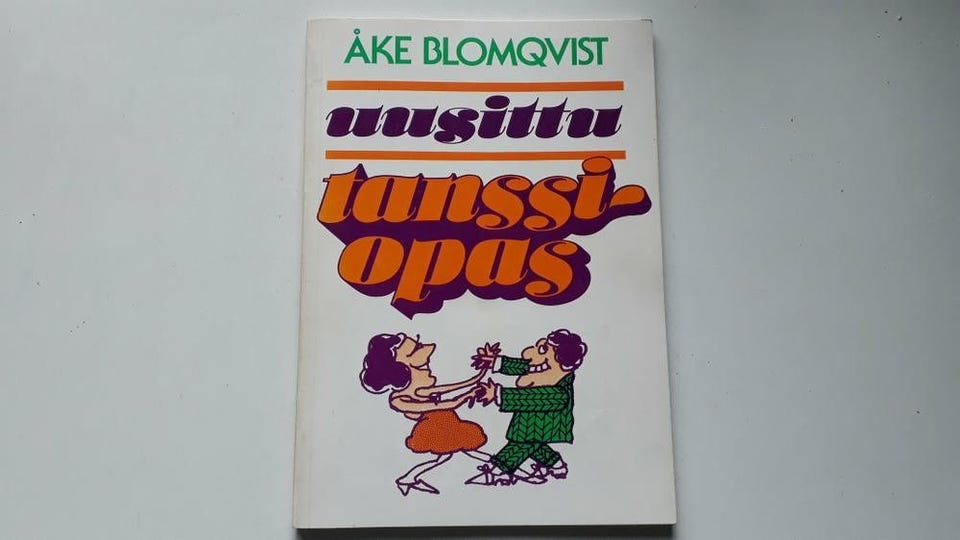 ÅKE BLOMQVIST
uusittu
tanssi-
opas